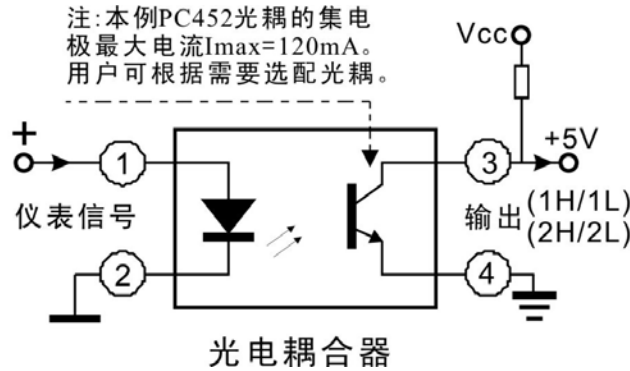 注:本例PC452光耦的集电
极最大电流Imax=120mA。
用户可根据需要选配光耦。
Vcc
+
1
3
+5V
仪表信号
输出(1H/1L)
(2H/2L)
2
4
光电耦合器